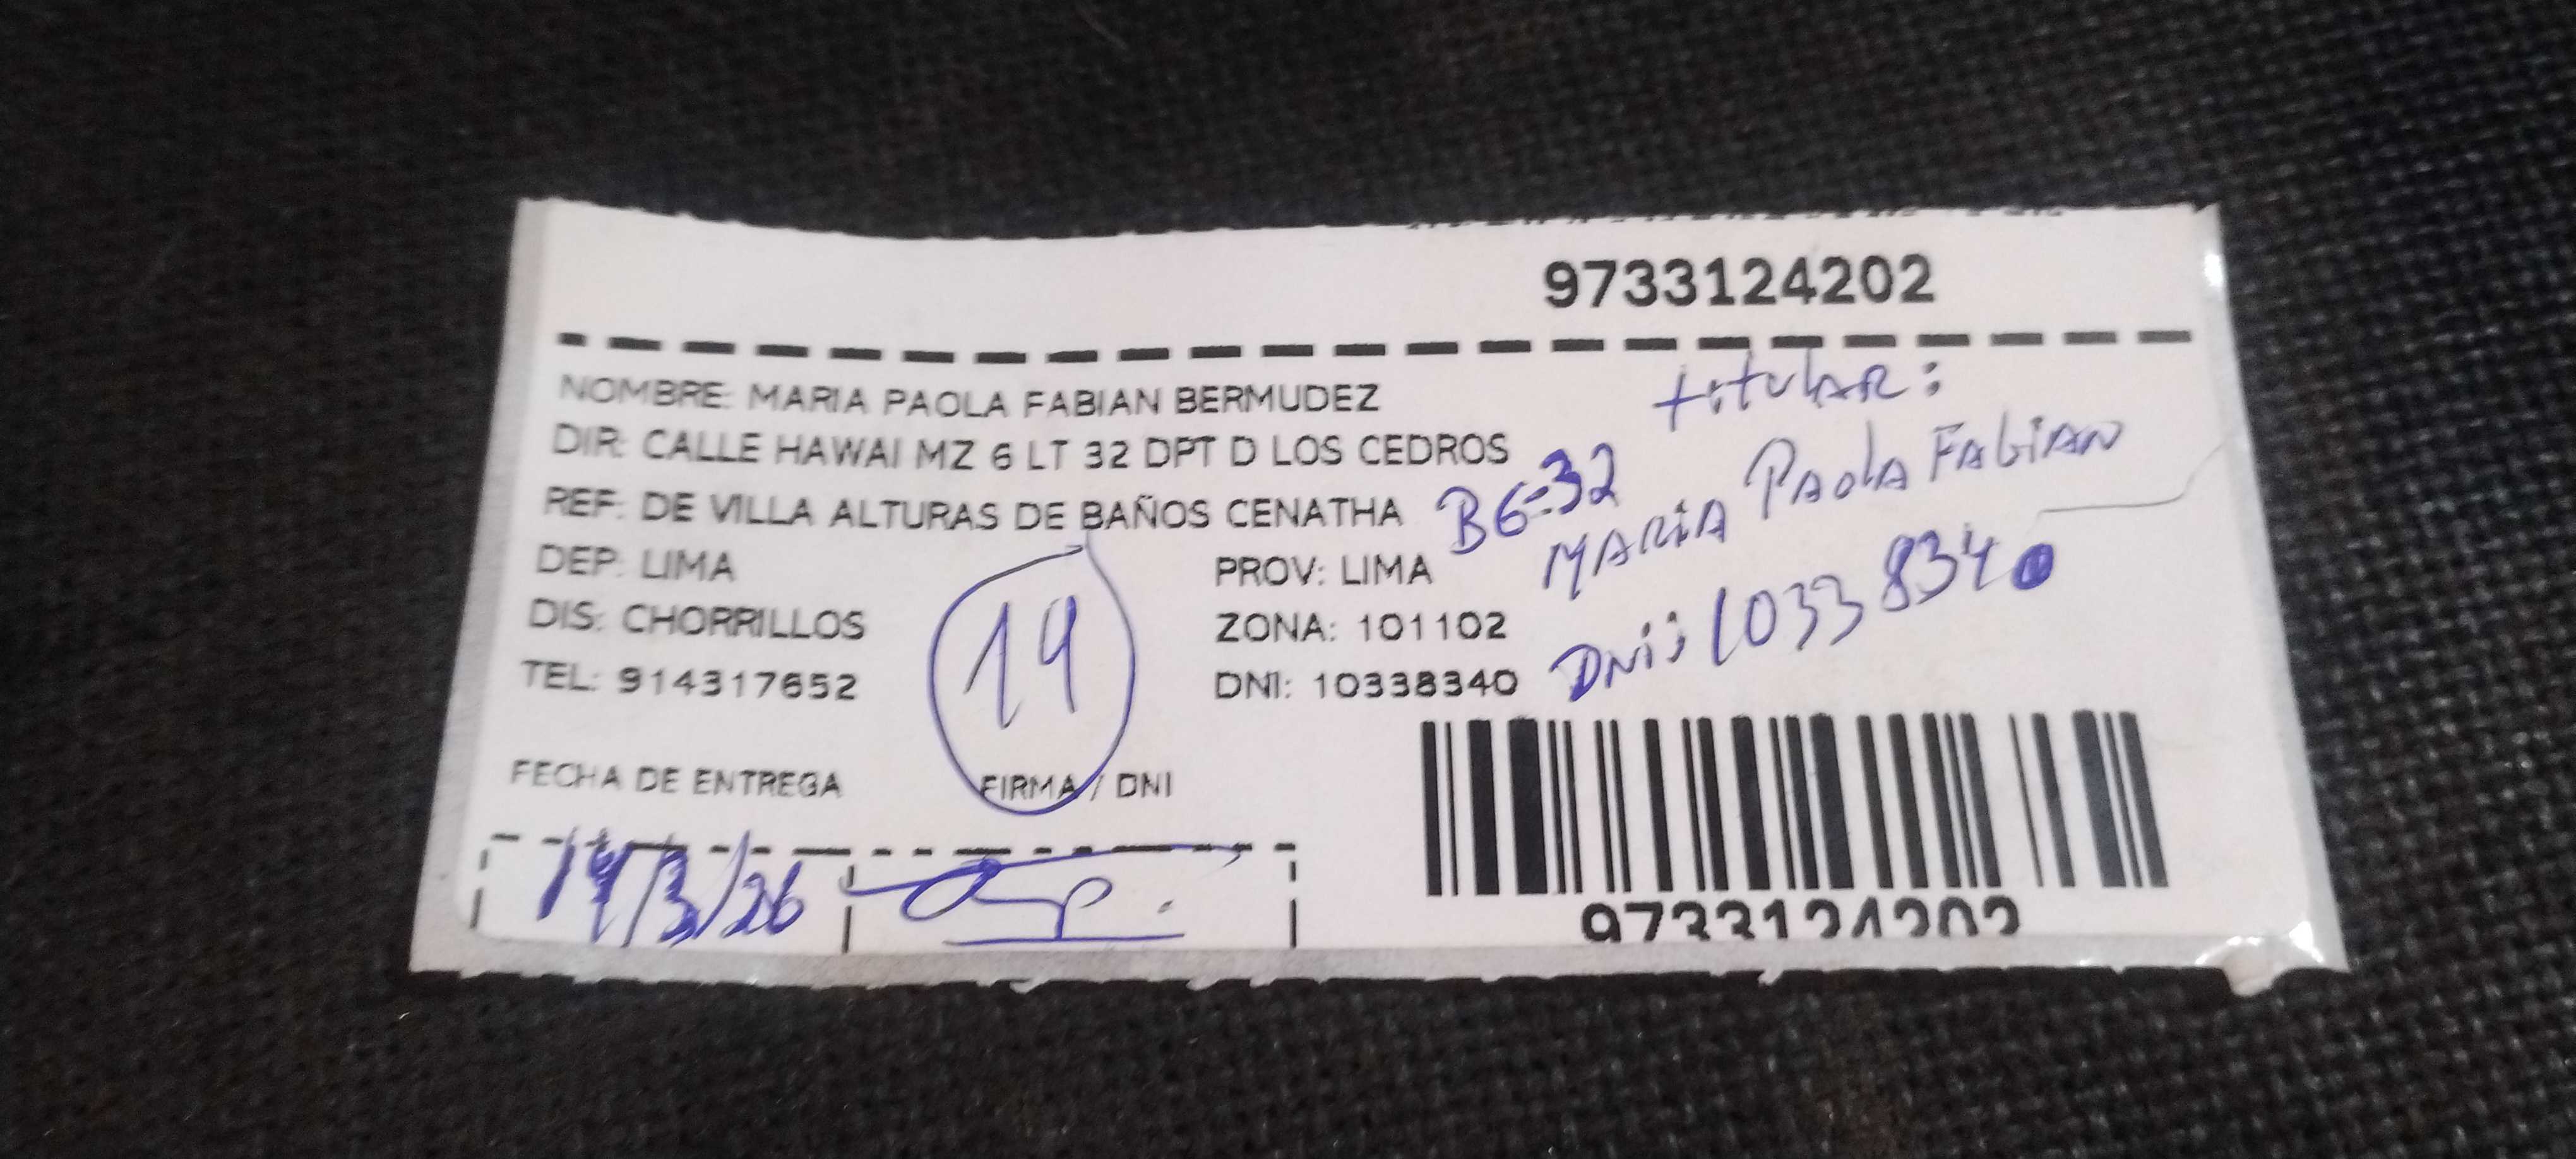 9733124202
NOMBRE: MARIA PAOLA FABIAN BERMUDEZ
titular:
DIR: CALLE HAWAI MZ 6 LT 32 DPT D LOS CEDROS
REF: DE VILLA ALTURAS DE BAÑOS CENATHA
B6-32
MARIA PAOLA FABIAN
DEP: LIMA
PROV: LIMA
DIS: CHORRILLOS
19
ZONA: 101102
DNI: 10338340
TEL: 914317652
DNI: 10338340
FECHA DE ENTREGA
FIRMA / DNI
19/3/26
9733124202